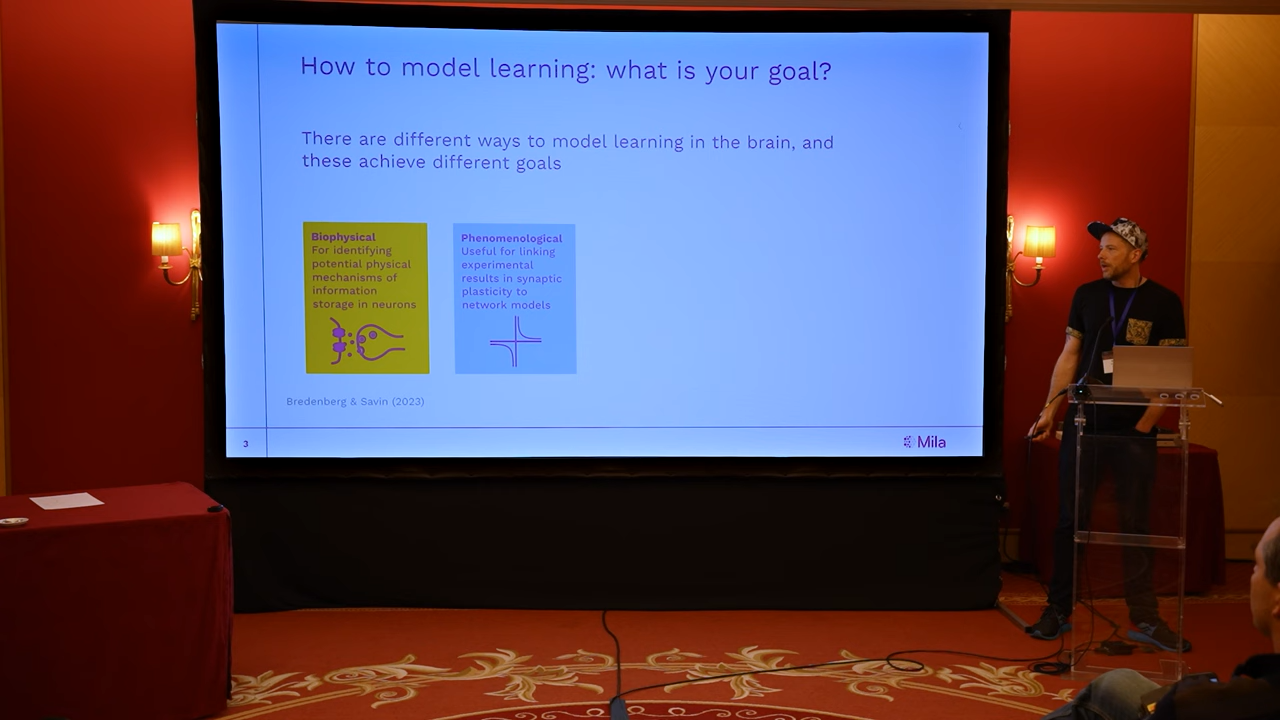 How to model learning: what is your goal?
There are different ways to model learning in the brain, and
these achieve different goals
Biophysical
For identifying
potential physical
mechanisms of
information
storage in neurons
Phenomenological
Useful for linking
experimental
results in synaptic
plasticity to
network models
Bredenberg & Savin (2023)
3
Mila